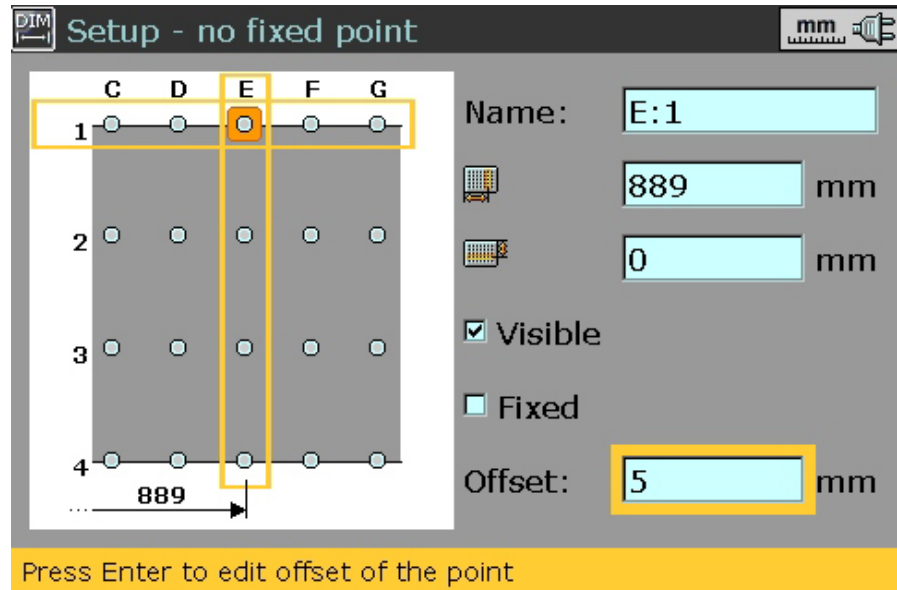 DIM Setup - no fixed point mm
C D E F G
1
2
3
4
889
...
Name: E:1
889 mm
0 mm
Visible
Fixed
Offset: 5 mm
Press Enter to edit offset of the point